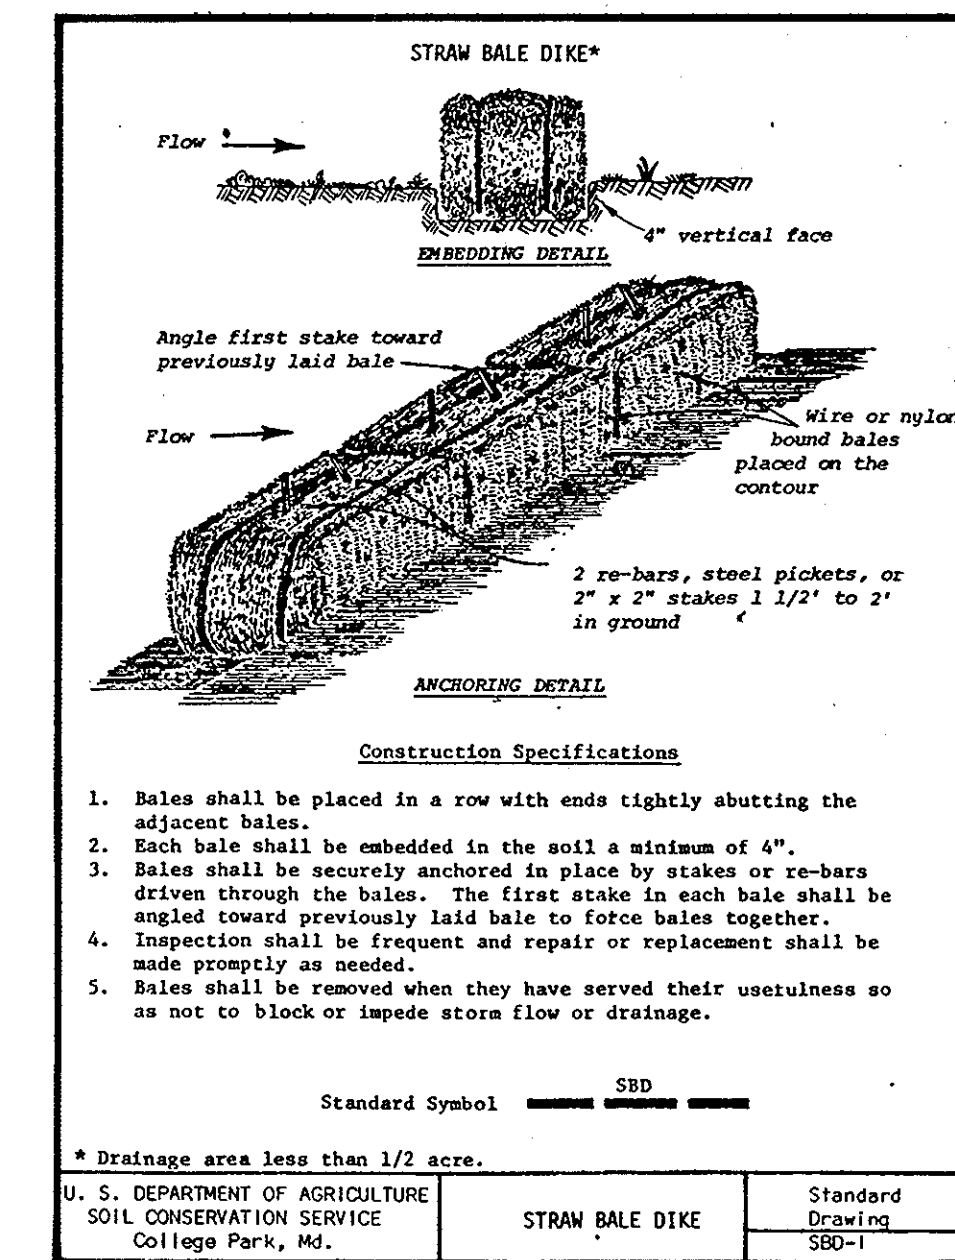 STRAW BALE DIKE*
Flow
4" vertical face
EMBEDDING DETAIL
Angle first stake toward
previously laid bale
Flow
Wire or nylon
bound bales
placed on the
contour
2 re-bars, steel pickets, or
2" x 2" stakes 1 1/2' to 2'
in ground
ANCHORING DETAIL
Construction Specifications
1. Bales shall be placed in a row with ends tightly abutting the
adjacent bales.
2. Each bale shall be embedded in the soil a minimum of 4".
3. Bales shall be securely anchored in place by stakes or re-bars
driven through the bales. The first stake in each bale shall be
angled toward previously laid bale to force bales together.
4. Inspection shall be frequent and repair or replacement shall be
made promptly as needed.
5. Bales shall be removed when they have served their usefulness so
as not to block or impede storm flow or drainage.
SBD
Standard Symbol
* Drainage area less than 1/2 acre.
U. S. DEPARTMENT OF AGRICULTURE
SOIL CONSERVATION SERVICE
College Park, Md.
STRAW BALE DIKE
Standard
Drawing
SBD-1